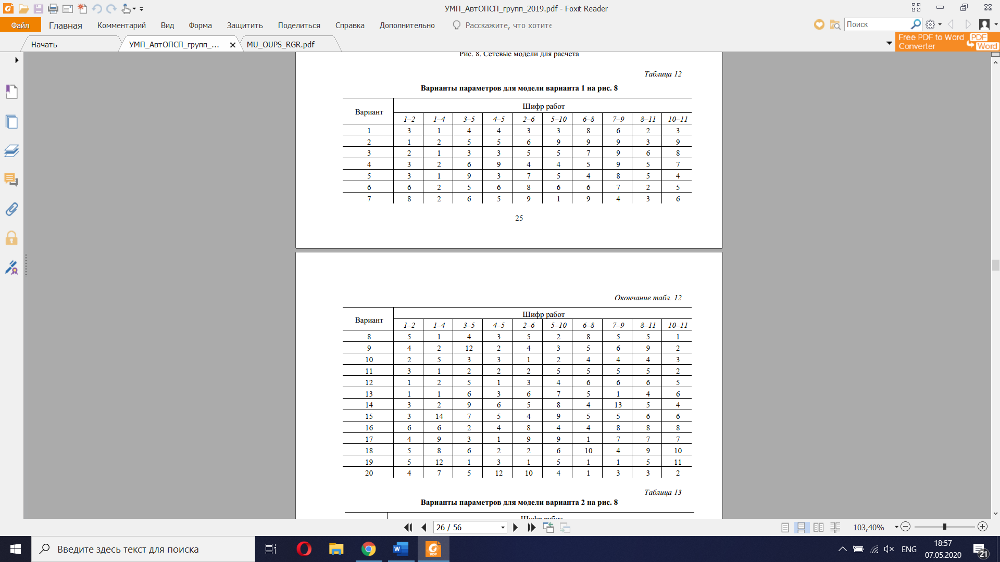 УМП_АвтОПСП_групп_2019.pdf - Foxit Reader
Файл Главная Комментарий Вид Форма Защитить Поделиться Справка Дополнительно Расскажите, что хотите Поиск
Начать УМП_АвтОПСП_групп_... MU_OUPS_RGR.pdf
Free PDF to Word Converter PDF Word
Рис. 8. Сетевые модели для расчета
Таблица 12
Варианты параметров для модели варианта 1 на рис. 8
Вариант Шифр работ
1–2 1–4 3–5 4–5 2–6 5–10 6–8 7–9 8–11 10–11
1 3 1 4 4 3 3 8 6 2 3
2 1 2 5 5 6 9 9 9 3 9
3 2 1 3 3 5 5 7 9 6 8
4 3 2 6 9 4 4 5 9 5 7
5 3 1 9 3 7 5 4 8 5 4
6 6 2 5 6 8 6 6 7 2 5
7 8 2 6 5 9 1 9 4 3 6
25
Окончание табл. 12
Вариант Шифр работ
1–2 1–4 3–5 4–5 2–6 5–10 6–8 7–9 8–11 10–11
8 5 1 4 3 5 2 8 5 5 1
9 4 2 12 2 4 3 5 6 9 2
10 2 5 3 3 1 2 4 4 4 3
11 3 1 2 2 2 5 5 5 5 2
12 1 2 5 1 3 4 6 6 6 5
13 1 1 6 3 6 7 5 1 4 6
14 3 2 9 6 5 8 4 13 5 4
15 3 14 7 5 4 9 5 5 6 6
16 6 6 2 4 8 4 4 8 8 8
17 4 9 3 1 9 9 1 7 7 7
18 5 8 6 2 2 6 10 4 9 10
19 5 12 1 3 1 5 1 1 5 11
20 4 7 5 12 10 4 1 3 3 2
Таблица 13
Варианты параметров для модели варианта 2 на рис. 8
Шифр работ
26 / 56 103,40%
Введите здесь текст для поиска
ENG 18:57
07.05.2020
21